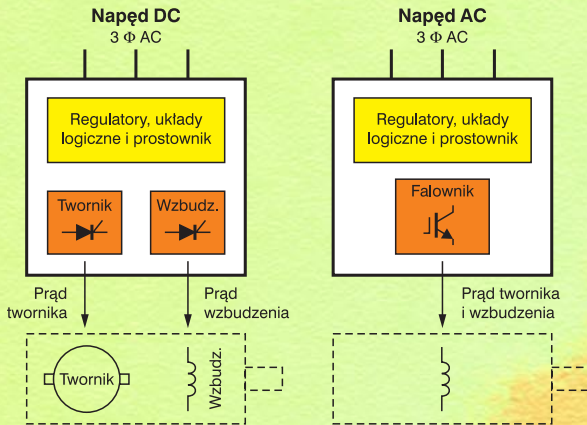 Napęd DC
3 Φ AC
Regulatory, układy
logiczne i prostownik
Twornik
Wzbudz.
Prąd
twornika
Prąd
wzbudzenia
Twornik
Wzbudz.
Napęd AC
3 Φ AC
Regulatory, układy
logiczne i prostownik
Falownik
Prąd twornika
i wzbudzenia